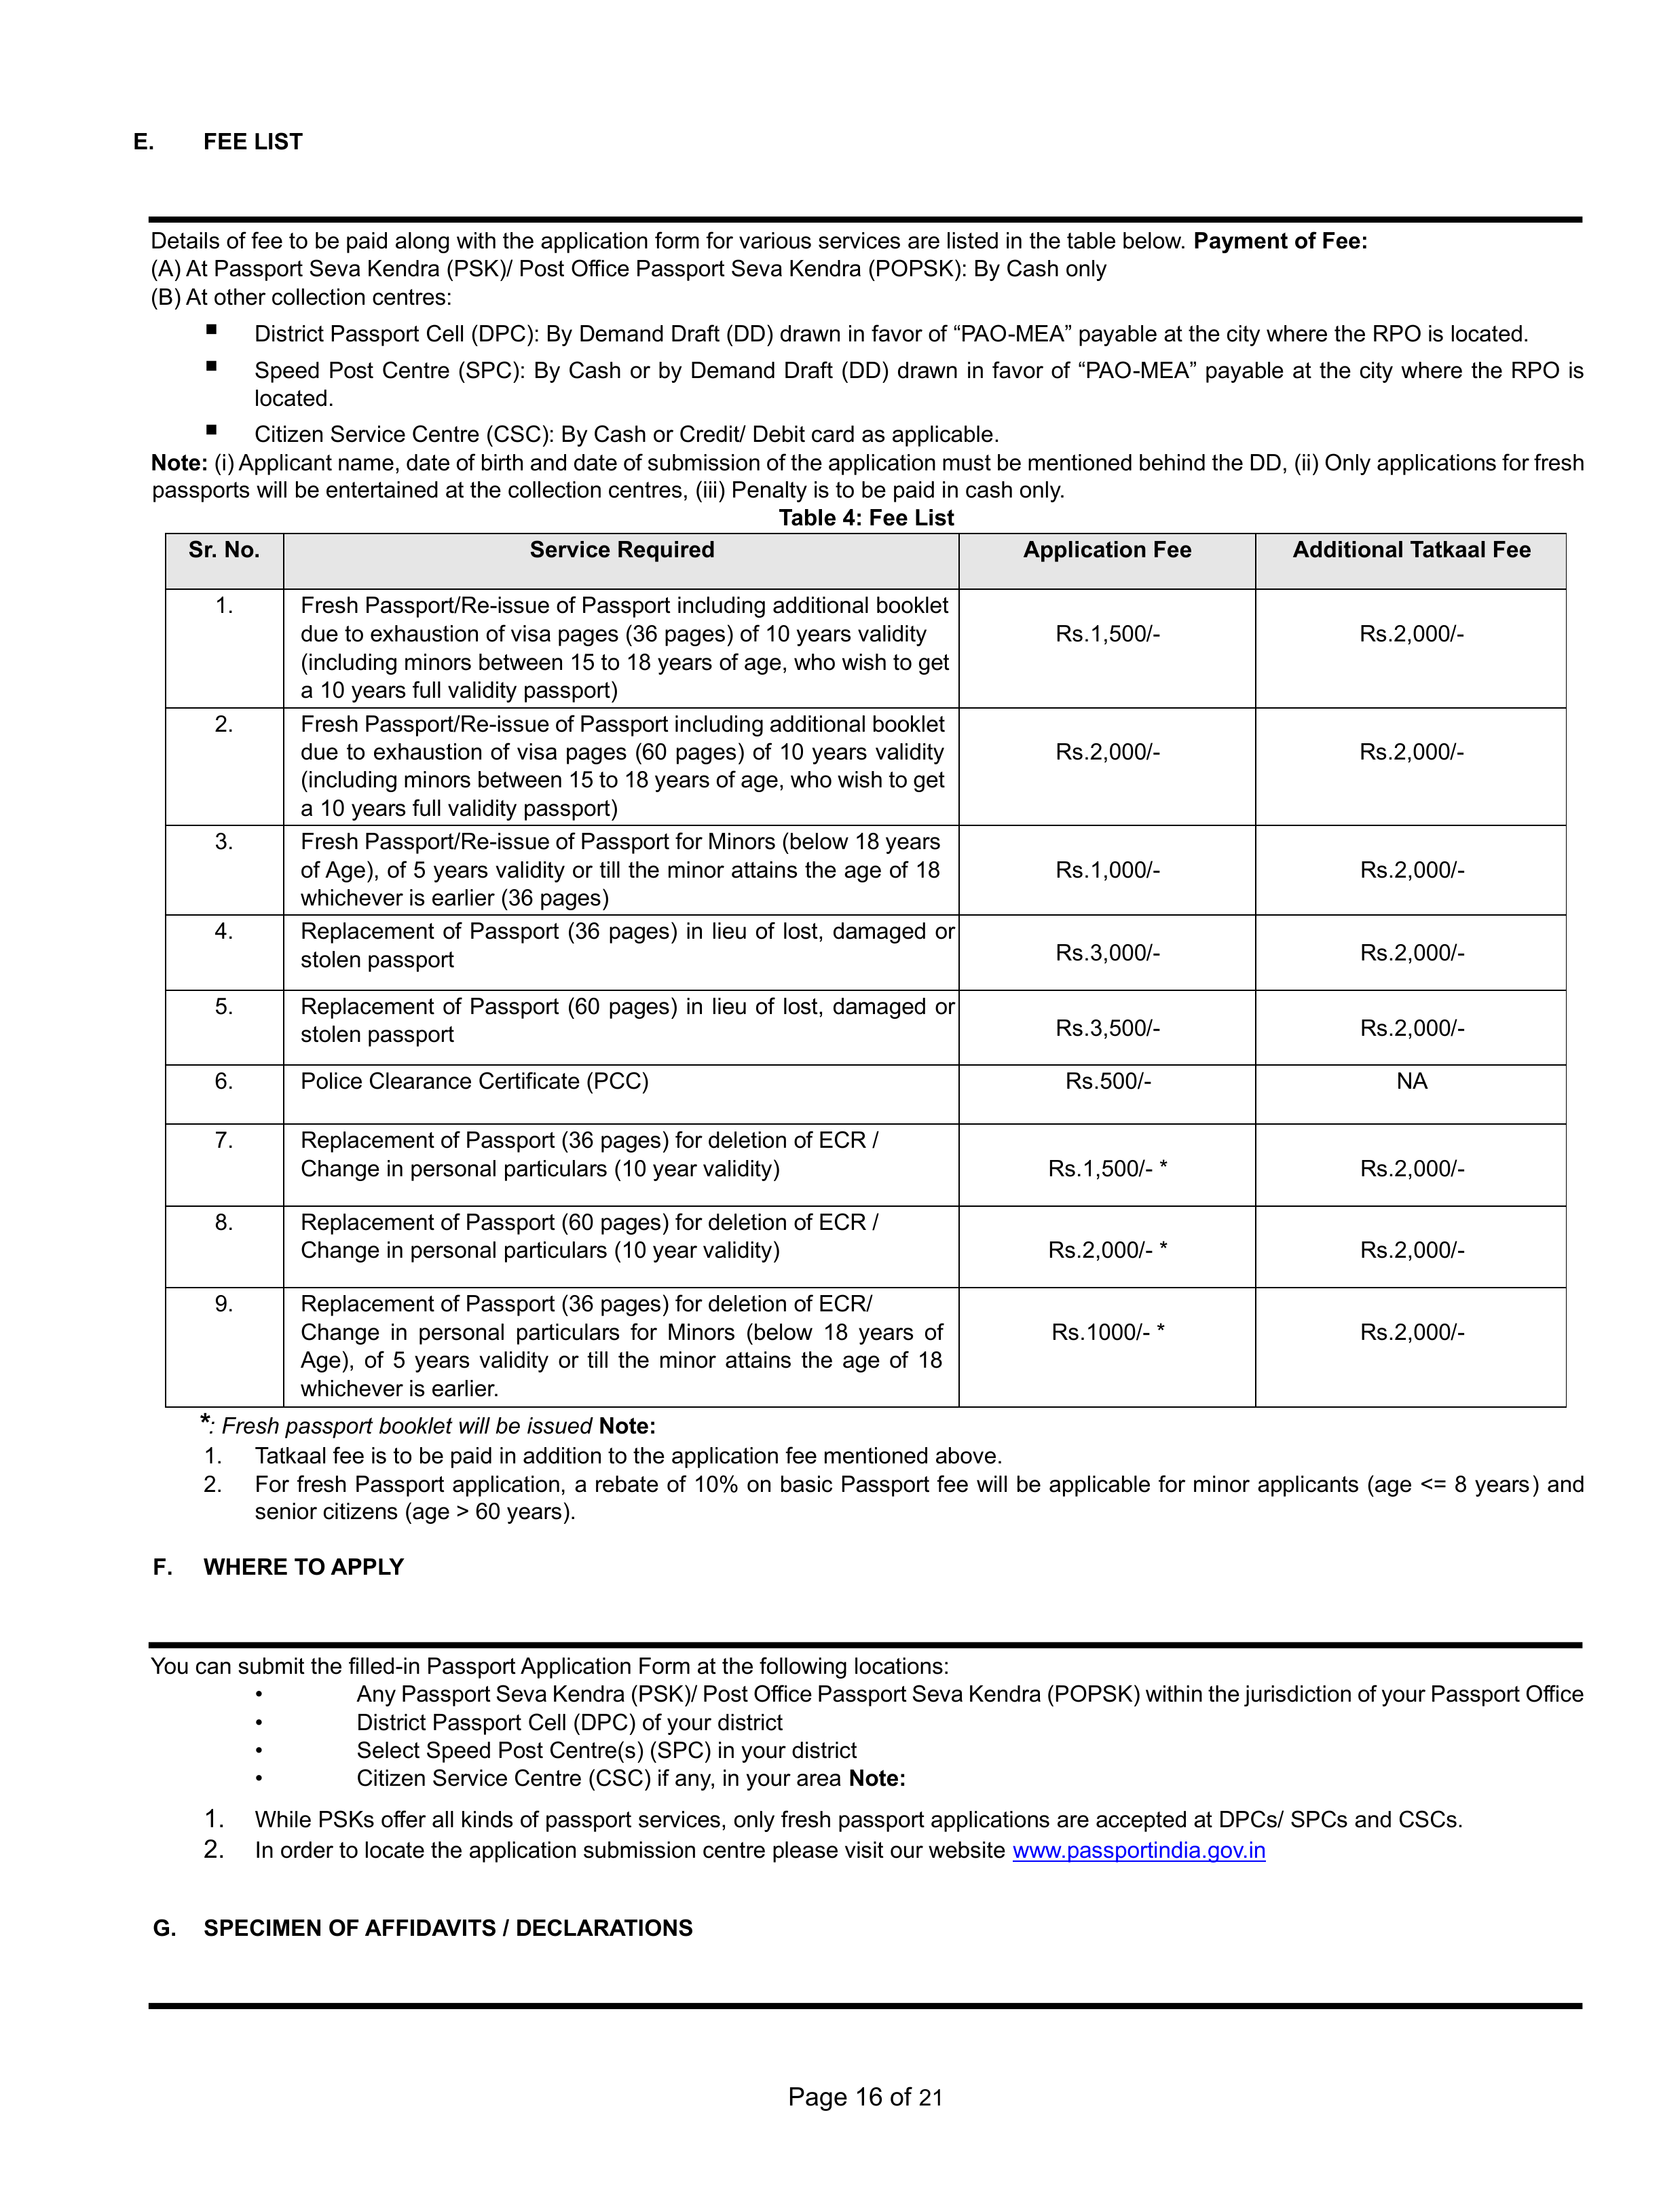 E. FEE LIST
Details of fee to be paid along with the application form for various services are listed in the table below. Payment of Fee:
(A) At Passport Seva Kendra (PSK)/ Post Office Passport Seva Kendra (POPSK): By Cash only
(B) At other collection centres:
▪ District Passport Cell (DPC): By Demand Draft (DD) drawn in favor of “PAO-MEA” payable at the city where the RPO is located.
▪ Speed Post Centre (SPC): By Cash or by Demand Draft (DD) drawn in favor of “PAO-MEA” payable at the city where the RPO is
located.
▪ Citizen Service Centre (CSC): By Cash or Credit/ Debit card as applicable.
Note: (i) Applicant name, date of birth and date of submission of the application must be mentioned behind the DD, (ii) Only applications for fresh
passports will be entertained at the collection centres, (iii) Penalty is to be paid in cash only.
Table 4: Fee List
Sr. No. Service Required Application Fee Additional Tatkaal Fee
1. Fresh Passport/Re-issue of Passport including additional booklet
due to exhaustion of visa pages (36 pages) of 10 years validity Rs.1,500/- Rs.2,000/-
(including minors between 15 to 18 years of age, who wish to get
a 10 years full validity passport)
2. Fresh Passport/Re-issue of Passport including additional booklet
due to exhaustion of visa pages (60 pages) of 10 years validity Rs.2,000/- Rs.2,000/-
(including minors between 15 to 18 years of age, who wish to get
a 10 years full validity passport)
3. Fresh Passport/Re-issue of Passport for Minors (below 18 years
of Age), of 5 years validity or till the minor attains the age of 18 Rs.1,000/- Rs.2,000/-
whichever is earlier (36 pages)
4. Replacement of Passport (36 pages) in lieu of lost, damaged or
stolen passport Rs.3,000/- Rs.2,000/-
5. Replacement of Passport (60 pages) in lieu of lost, damaged or
stolen passport Rs.3,500/- Rs.2,000/-
6. Police Clearance Certificate (PCC) Rs.500/- NA
7. Replacement of Passport (36 pages) for deletion of ECR /
Change in personal particulars (10 year validity) Rs.1,500/- * Rs.2,000/-
8. Replacement of Passport (60 pages) for deletion of ECR /
Change in personal particulars (10 year validity) Rs.2,000/- * Rs.2,000/-
9. Replacement of Passport (36 pages) for deletion of ECR/
Change in personal particulars for Minors (below 18 years of Rs.1000/- * Rs.2,000/-
Age), of 5 years validity or till the minor attains the age of 18
whichever is earlier.
*: Fresh passport booklet will be issued Note:
1. Tatkaal fee is to be paid in addition to the application fee mentioned above.
2. For fresh Passport application, a rebate of 10% on basic Passport fee will be applicable for minor applicants (age <= 8 years) and
senior citizens (age > 60 years).
F. WHERE TO APPLY
You can submit the filled-in Passport Application Form at the following locations:
• Any Passport Seva Kendra (PSK)/ Post Office Passport Seva Kendra (POPSK) within the jurisdiction of your Passport Office
• District Passport Cell (DPC) of your district
• Select Speed Post Centre(s) (SPC) in your district
• Citizen Service Centre (CSC) if any, in your area Note:
1. While PSKs offer all kinds of passport services, only fresh passport applications are accepted at DPCs/ SPCs and CSCs.
2. In order to locate the application submission centre please visit our website www.passportindia.gov.in
G. SPECIMEN OF AFFIDAVITS / DECLARATIONS
Page 16 of 21